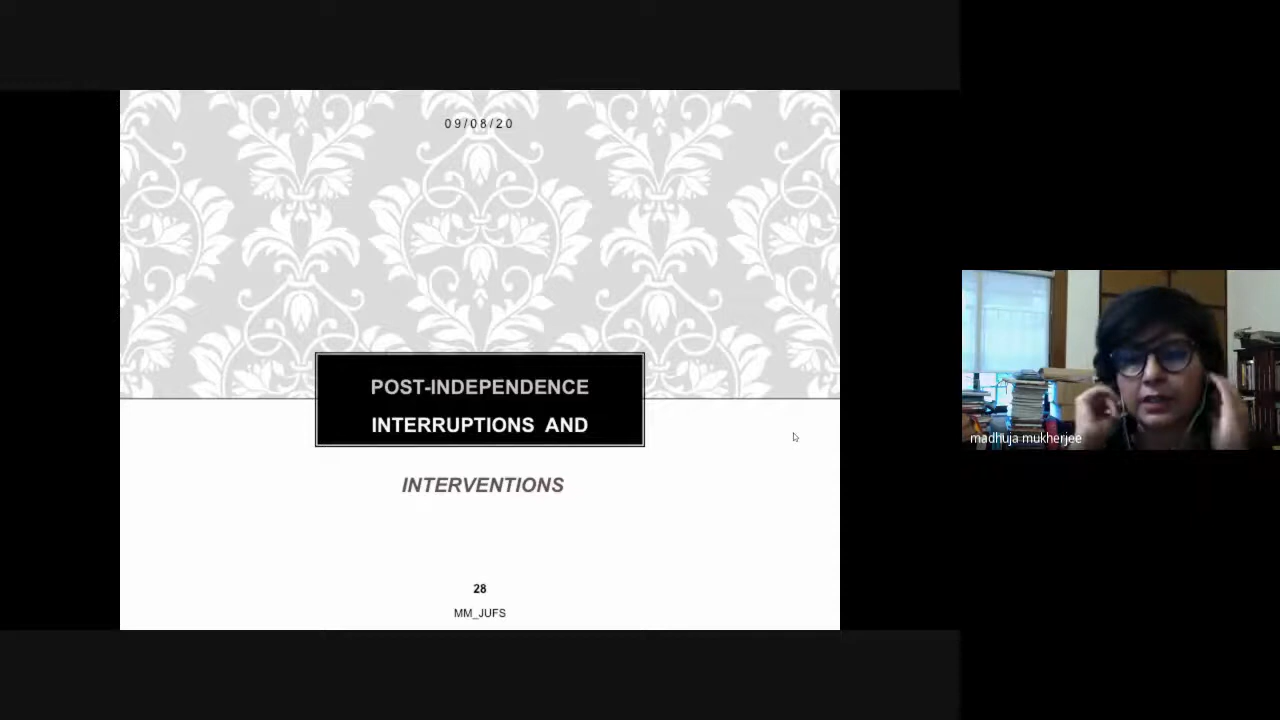 09/08/20
POST-INDEPENDENCE
INTERRUPTIONS AND
INTERVENTIONS
28
MM_JUFS
madhuja mukherjee